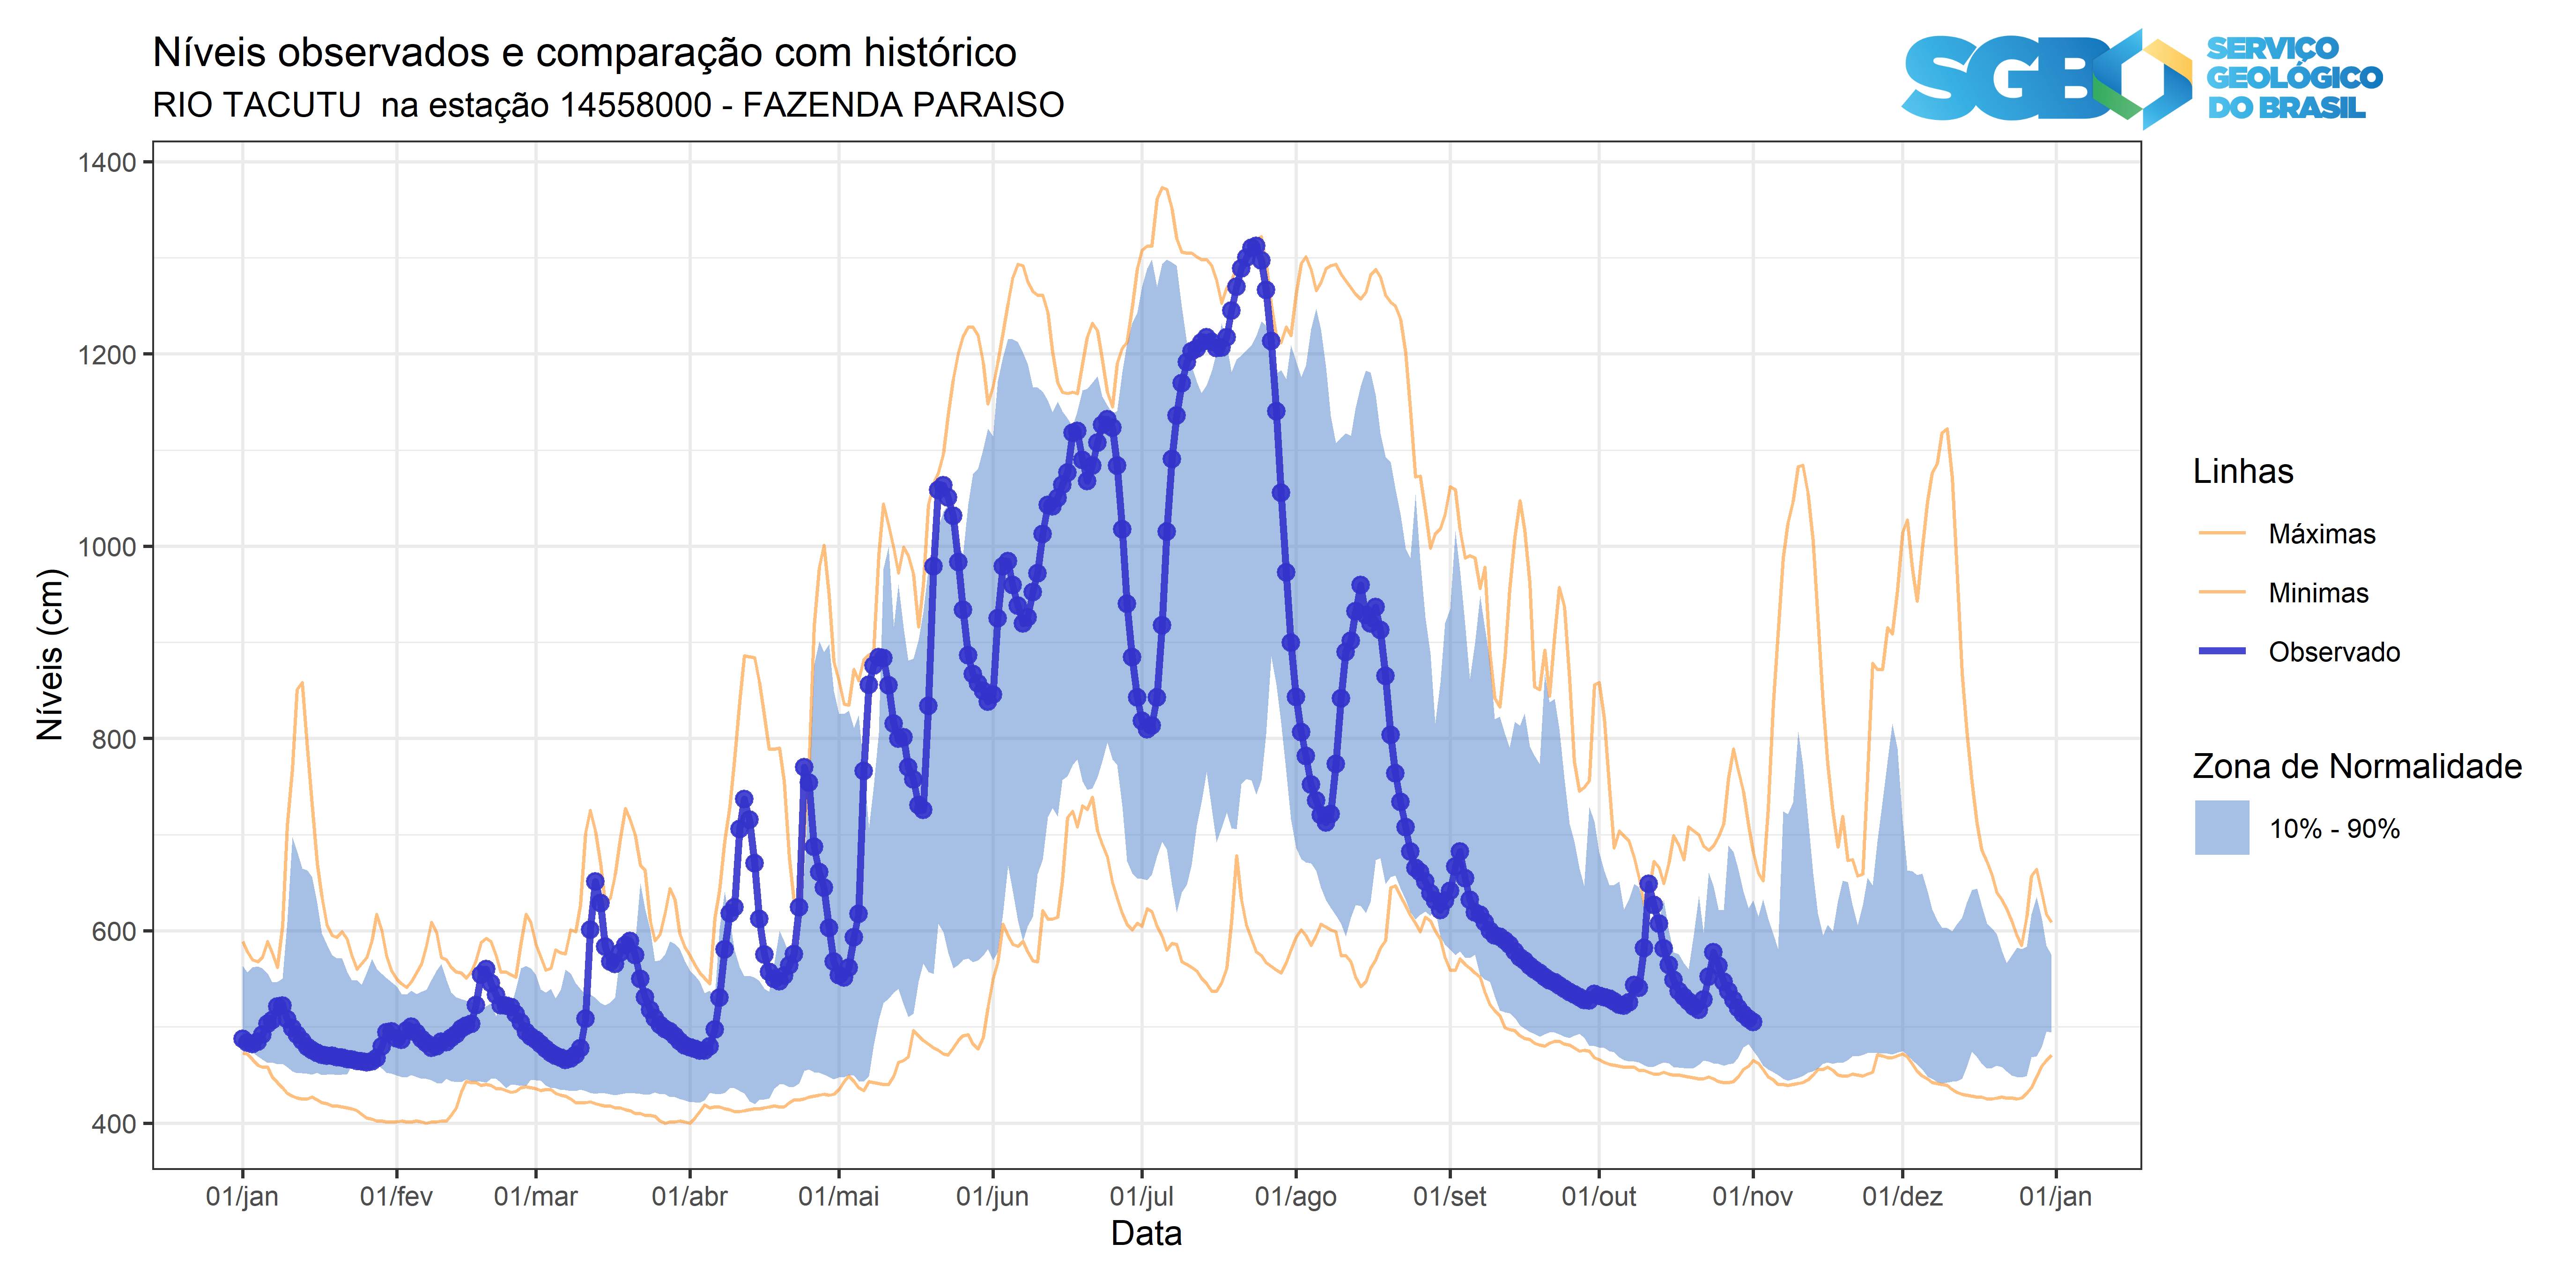 Níveis observados e comparação com histórico
RIO TACUTU  na estação 14558000 - FAZENDA PARAISO
SGB
SERVIÇO
GEOLÓGICO
DO BRASIL
1400
1200
1000
800
600
400
Níveis (cm)
01/jan 01/fev 01/mar 01/abr 01/mai 01/jun 01/jul 01/ago 01/set 01/out 01/nov 01/dez 01/jan
Data
Linhas
Máximas
Minimas
Observado
Zona de Normalidade
10% - 90%